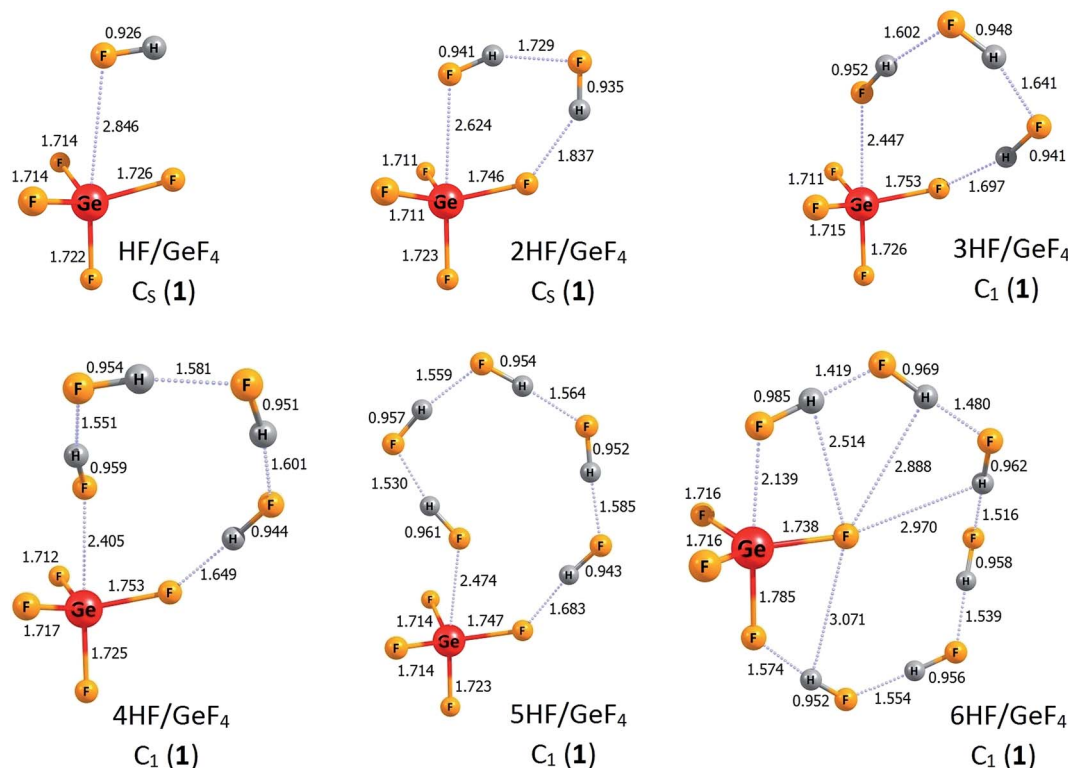 0.926
F H
2.846
1.714
F
1.714
1.726
F
F
Ge
1.722
F
HF/GeF₄
C_S (1)
0.941
H
1.729
F
F
0.935
H
2.624
1.837
1.711
F
1.746
F
F
Ge
1.711
1.723
F
2HF/GeF₄
C_S (1)
F
0.948
1.602
H
0.952
H
F
1.641
F
2.447
H
0.941
1.711
F
1.753
F
1.697
F
Ge
1.715
1.726
F
3HF/GeF₄
C₁ (1)
0.954
F
H
1.581
F
0.951
1.551
H
H
0.959
1.601
F
F
2.405
H
0.944
1.712
F
1.753
F
1.649
F
Ge
1.717
1.725
F
4HF/GeF₄
C₁ (1)
F
0.954
1.559
H
1.564
0.957
H
F
F
0.952
H
1.530
H
1.585
0.961
F
F
H
0.943
2.474
F
1.714
1.747
F
1.683
F
Ge
1.714
1.723
F
5HF/GeF₄
C₁ (1)
1.419
F
0.969
0.985
H
H
F
1.480
F
2.514
2.888
0.962
2.139
H
1.716
F
1.738
F
2.970
1.516
F
0.958
Ge
1.716
F
H
1.785
3.071
1.539
F
F
1.574
H
H
0.956
0.952
F
1.554
6HF/GeF₄
C₁ (1)